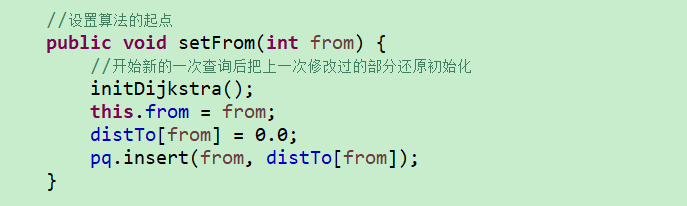 //设置算法的起点
public void setFrom(int from) {
//开始新的一次查询后把上一次修改过的部分还原初始化
initDijkstra();
this.from = from;
distTo[from] = 0.0;
pq.insert(from, distTo[from]);
}